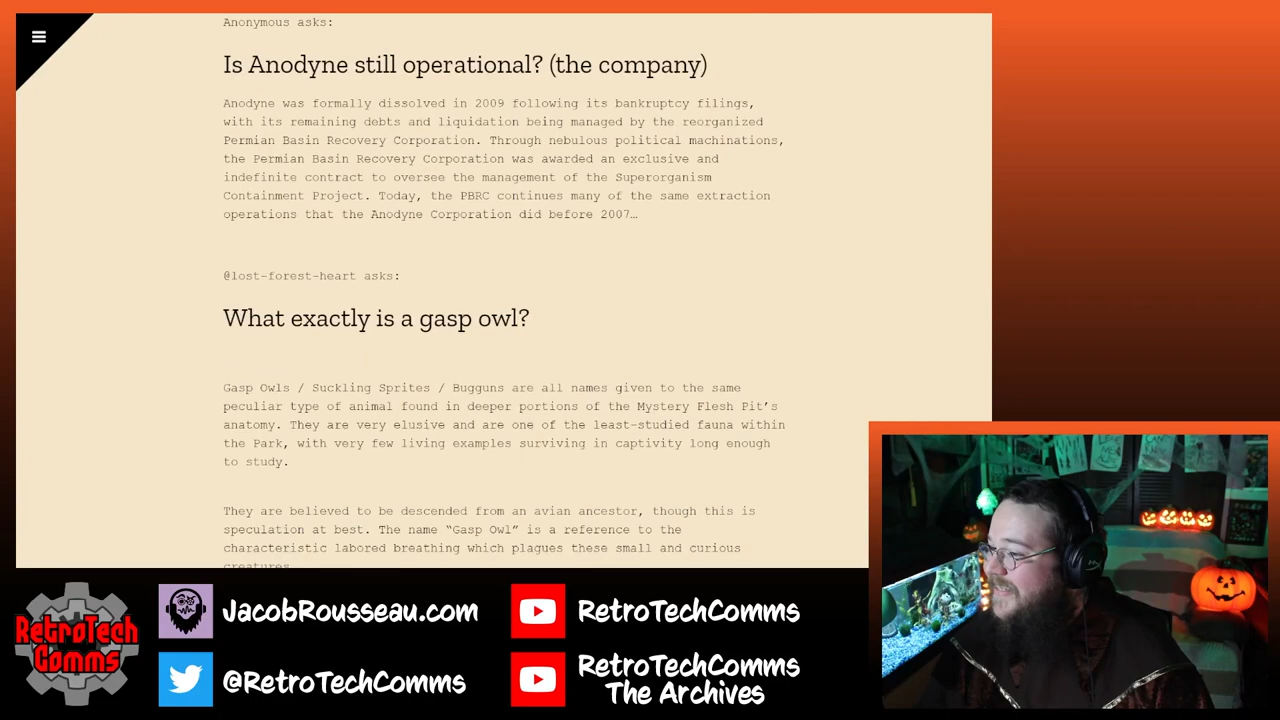 Anonymous asks:
Is Anodyne still operational? (the company)
Anodyne was formally dissolved in 2009 following its bankruptcy filings,
with its remaining debts and liquidation being managed by the reorganized
Permian Basin Recovery Corporation. Through nebulous political machinations,
the Permian Basin Recovery Corporation was awarded an exclusive and
indefinite contract to oversee the management of the Superorganism
Containment Project. Today, the PBRC continues many of the same extraction
operations that the Anodyne Corporation did before 2007…
@lost-forest-heart asks:
What exactly is a gasp owl?
Gasp Owls / Suckling Sprites / Bugguns are all names given to the same
peculiar type of animal found in deeper portions of the Mystery Flesh Pit’s
anatomy. They are very elusive and are one of the least-studied fauna within
the Park, with very few living examples surviving in captivity long enough
to study.
They are believed to be descended from an avian ancestor, though this is
speculation at best. The name “Gasp Owl” is a reference to the
characteristic labored breathing which plagues these small and curious
creatures.
RetroTech
Comms
JacobRousseau.com
@RetroTechComms
RetroTechComms
RetroTechComms
The Archives